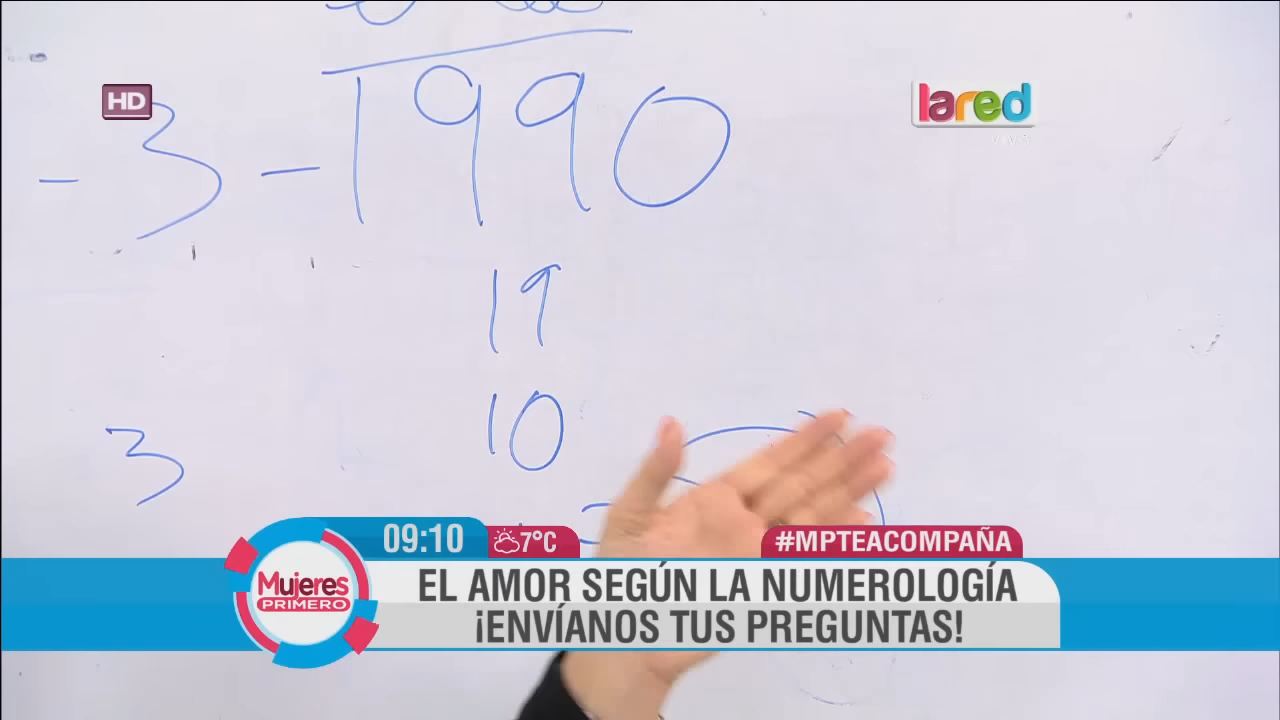 HD
lared
- 3 - 1990
19
10
3
=
09:10
7°C
#MPTEACOMPAÑA
Mujeres
PRIMERO
EL AMOR SEGÚN LA NUMEROLOGÍA
¡ENVÍANOS TUS PREGUNTAS!